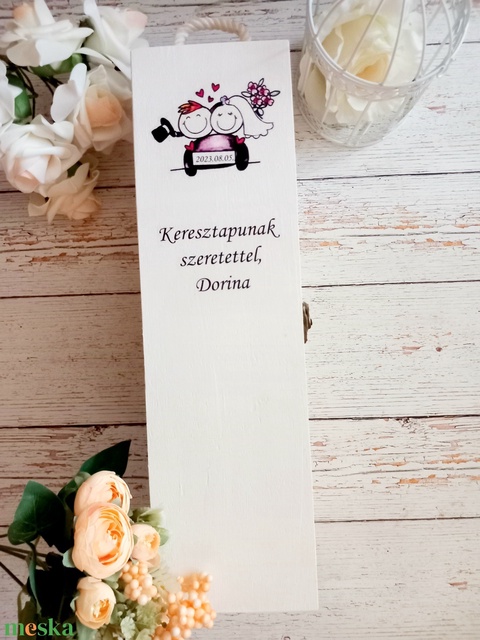 2023.08.05.
Keresztapunak
szeretettel,
Dorina
meska